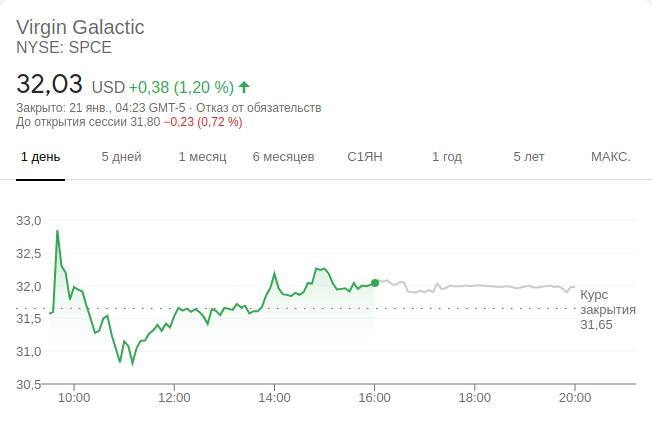 Virgin Galactic
NYSE: SPCE
32,03 USD +0,38 (1,20 %)
Закрыто: 21 янв., 04:23 GMT-5 · Отказ от обязательств
До открытия сессии 31,80 −0,23 (0,72 %)
1 день 5 дней 1 месяц 6 месяцев С1ЯН 1 год 5 лет МАКС.
33,0
32,5
32,0
31,5
31,0
30,5
Курс
закрытия
31,65
10:00 12:00 14:00 16:00 18:00 20:00